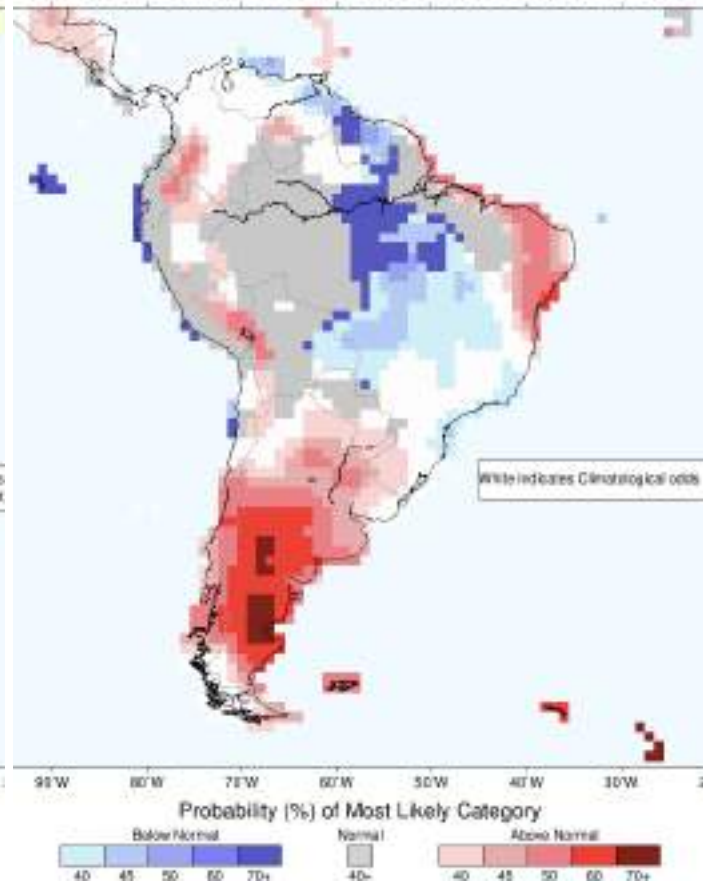 White indicates Climatological odds
90°W 80°W 70°W 60°W 50°W 40°W 30°W
Probability (%) of Most Likely Category
Below Normal Normal Above Normal
40 45 50 60 70+ 40+ 40 45 50 60 70+